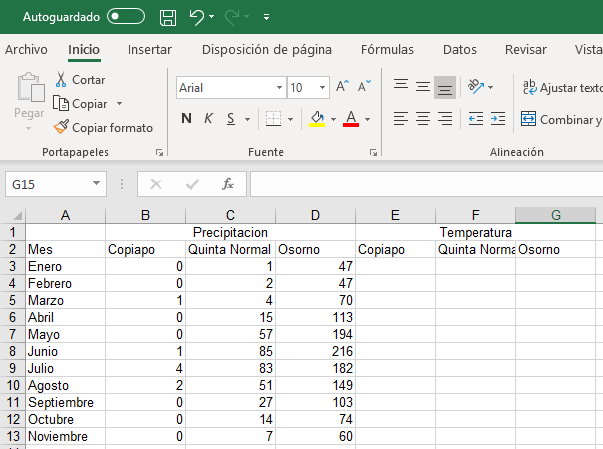 Autoguardado
Archivo Inicio Insertar Disposición de página Fórmulas Datos Revisar Vista
Pegar
Cortar
Copiar
Copiar formato
Portapapeles
Arial 10 A A
N K S A
Fuente
ab Ajustar texto
Combinar y
Alineación
G15 fx
A B C D E F G
1 Precipitacion Temperatura
2 Mes Copiapo Quinta Normal Osorno Copiapo Quinta Norma Osorno
3 Enero 0 1 47
4 Febrero 0 2 47
5 Marzo 1 4 70
6 Abril 0 15 113
7 Mayo 0 57 194
8 Junio 1 85 216
9 Julio 4 83 182
10 Agosto 2 51 149
11 Septiembre 0 27 103
12 Octubre 0 14 74
13 Noviembre 0 7 60